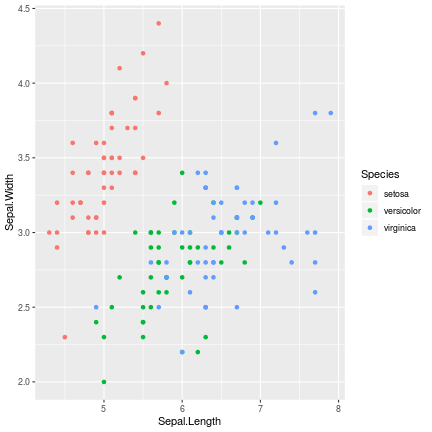 4.5
4.0
3.5
3.0
2.5
2.0
Sepal.Width
5
6
7
8
Sepal.Length
Species
setosa
versicolor
virginica